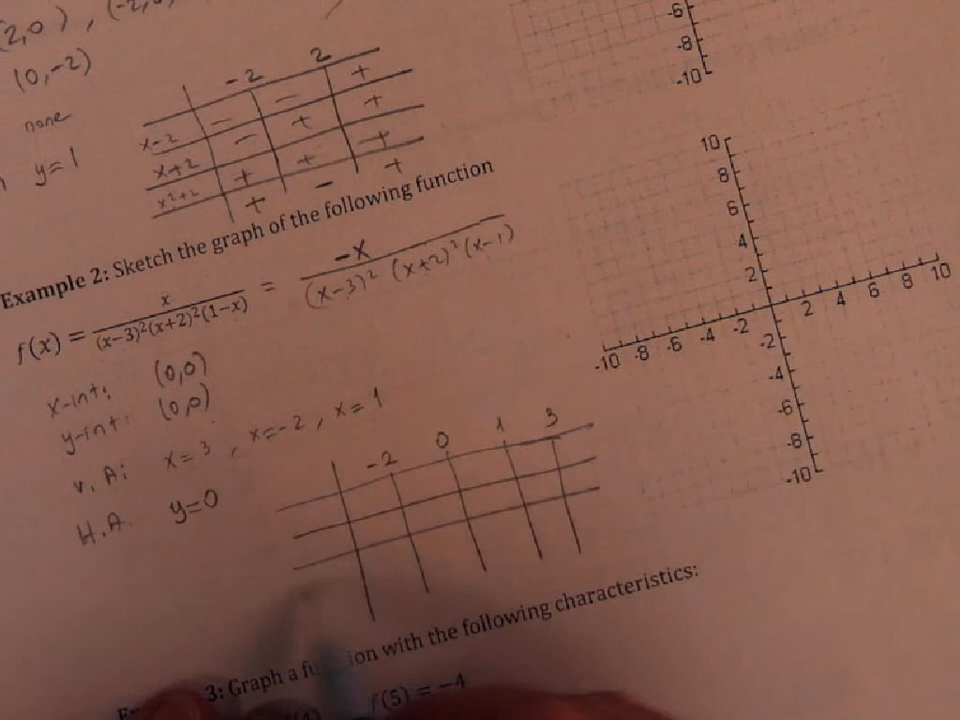 (2,0) , (-2,0)
(0,-2)
none
y=1
-2 2
x-2 - - +
x+2 - + +
x²+2 + + +
+ - +
-6
-8
-10
Example 2: Sketch the graph of the following function
f(x) = x / (x-3)²(x+2)²(1-x) = -x / (x-3)² (x+2)² (x-1)
x-int: (0,0)
y-int: (0,0)
V. A: x=3 , x=-2 , x=1
H.A y=0
-2 0 1 3
10
8
6
4
2
-10 -8 -6 -4 -2 2 4 6 8 10
-2
-4
-6
-8
-10
3: Graph a function with the following characteristics:
f(5) = -4